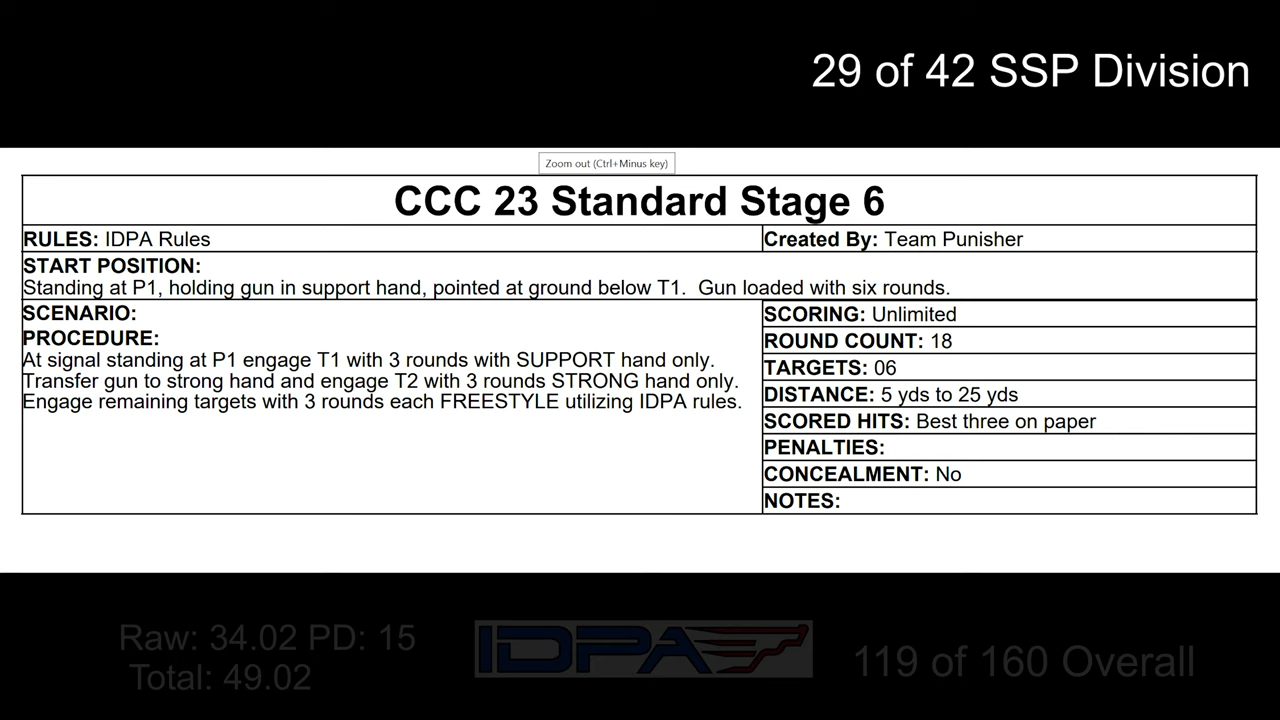 29 of 42 SSP Division
Zoom out (Ctrl+Minus key)
CCC 23 Standard Stage 6
RULES: IDPA Rules
Created By: Team Punisher
START POSITION:
Standing at P1, holding gun in support hand, pointed at ground below T1.  Gun loaded with six rounds.
SCENARIO:
PROCEDURE:
At signal standing at P1 engage T1 with 3 rounds with SUPPORT hand only.
Transfer gun to strong hand and engage T2 with 3 rounds STRONG hand only.
Engage remaining targets with 3 rounds each FREESTYLE utilizing IDPA rules.
SCORING: Unlimited
ROUND COUNT: 18
TARGETS: 06
DISTANCE: 5 yds to 25 yds
SCORED HITS: Best three on paper
PENALTIES:
CONCEALMENT: No
NOTES:
Raw: 34.02 PD: 15
Total: 49.02
IDPA
119 of 160 Overall